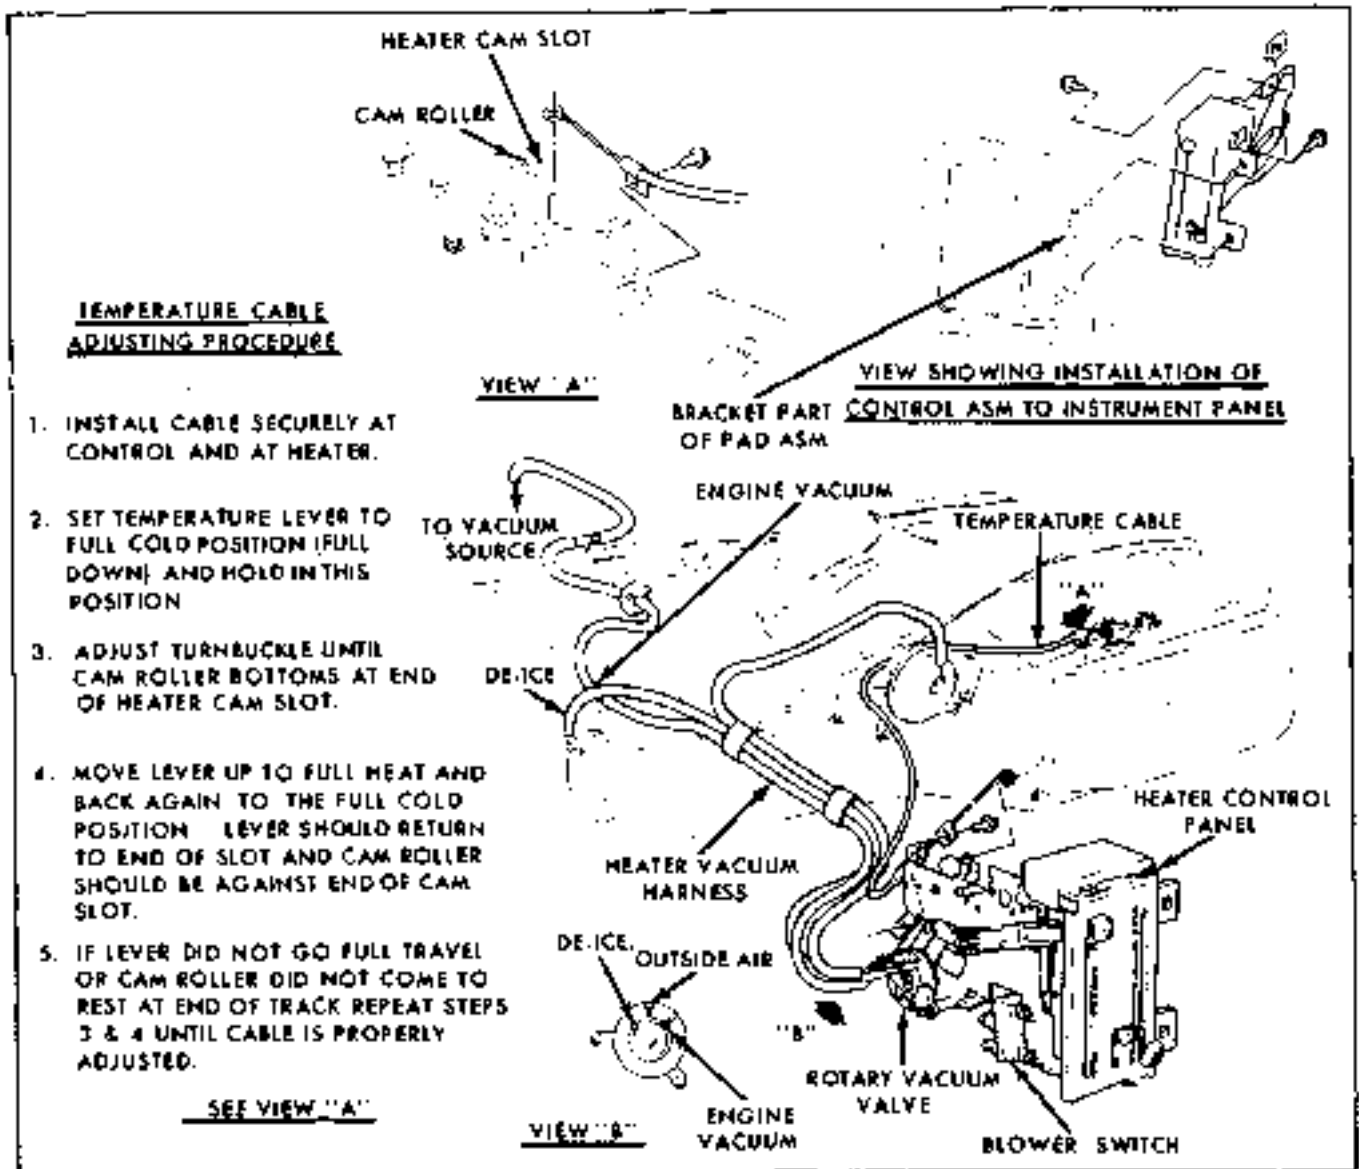 HEATER CAM SLOT
CAM ROLLER
TEMPERATURE CABLE
ADJUSTING PROCEDURE
VIEW "A"
VIEW SHOWING INSTALLATION OF
CONTROL ASM TO INSTRUMENT PANEL
BRACKET PART
OF PAD ASM
1. INSTALL CABLE SECURELY AT
CONTROL AND AT HEATER.
2. SET TEMPERATURE LEVER TO
FULL COLD POSITION (FULL
DOWN) AND HOLD IN THIS
POSITION
3. ADJUST TURNBUCKLE UNTIL
CAM ROLLER BOTTOMS AT END
OF HEATER CAM SLOT.
4. MOVE LEVER UP TO FULL HEAT AND
BACK AGAIN TO THE FULL COLD
POSITION LEVER SHOULD RETURN
TO END OF SLOT AND CAM ROLLER
SHOULD BE AGAINST END OF CAM
SLOT.
5. IF LEVER DID NOT GO FULL TRAVEL
OR CAM ROLLER DID NOT COME TO
REST AT END OF TRACK REPEAT STEPS
3 & 4 UNTIL CABLE IS PROPERLY
ADJUSTED.
SEE VIEW "A"
ENGINE VACUUM
TO VACUUM
SOURCE
TEMPERATURE CABLE
"A"
DE-ICE
HEATER CONTROL
PANEL
HEATER VACUUM
HARNESS
DE-ICE
OUTSIDE AIR
"B"
ROTARY VACUUM
VALVE
ENGINE
VACUUM
VIEW "B"
BLOWER SWITCH